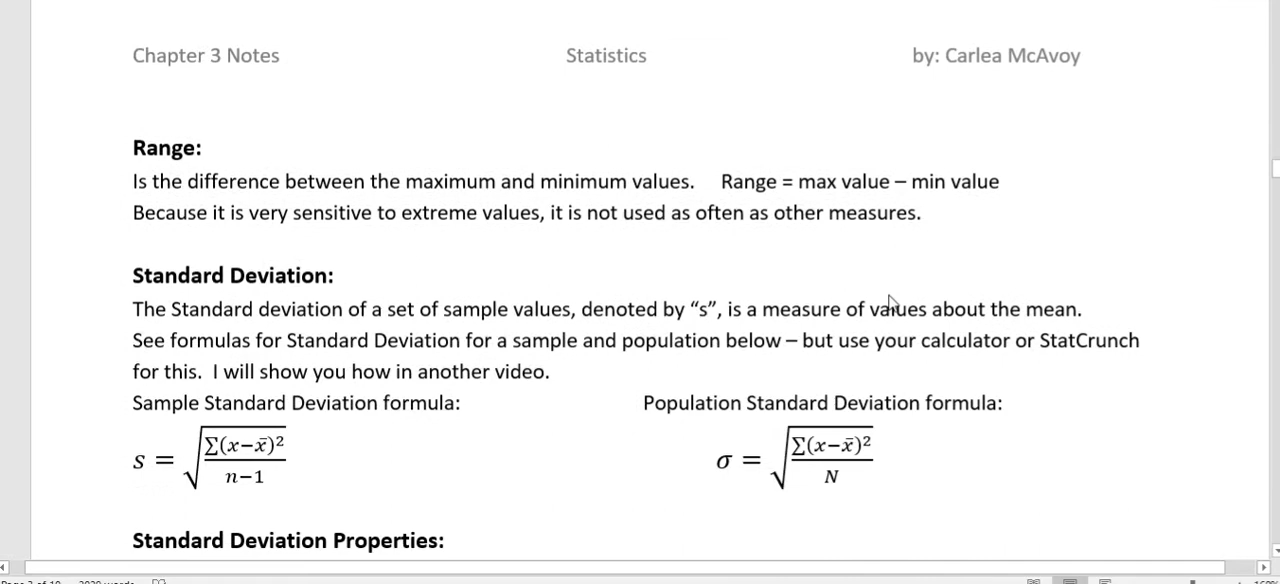 Chapter 3 Notes Statistics by: Carlea McAvoy
Range:
Is the difference between the maximum and minimum values. Range = max value – min value
Because it is very sensitive to extreme values, it is not used as often as other measures.
Standard Deviation:
The Standard deviation of a set of sample values, denoted by “s”, is a measure of values about the mean.
See formulas for Standard Deviation for a sample and population below – but use your calculator or StatCrunch
for this. I will show you how in another video.
Sample Standard Deviation formula: Population Standard Deviation formula:
s = √(∑(x−x̄)²/(n−1)) σ = √(∑(x−x̄)²/N)
Standard Deviation Properties: